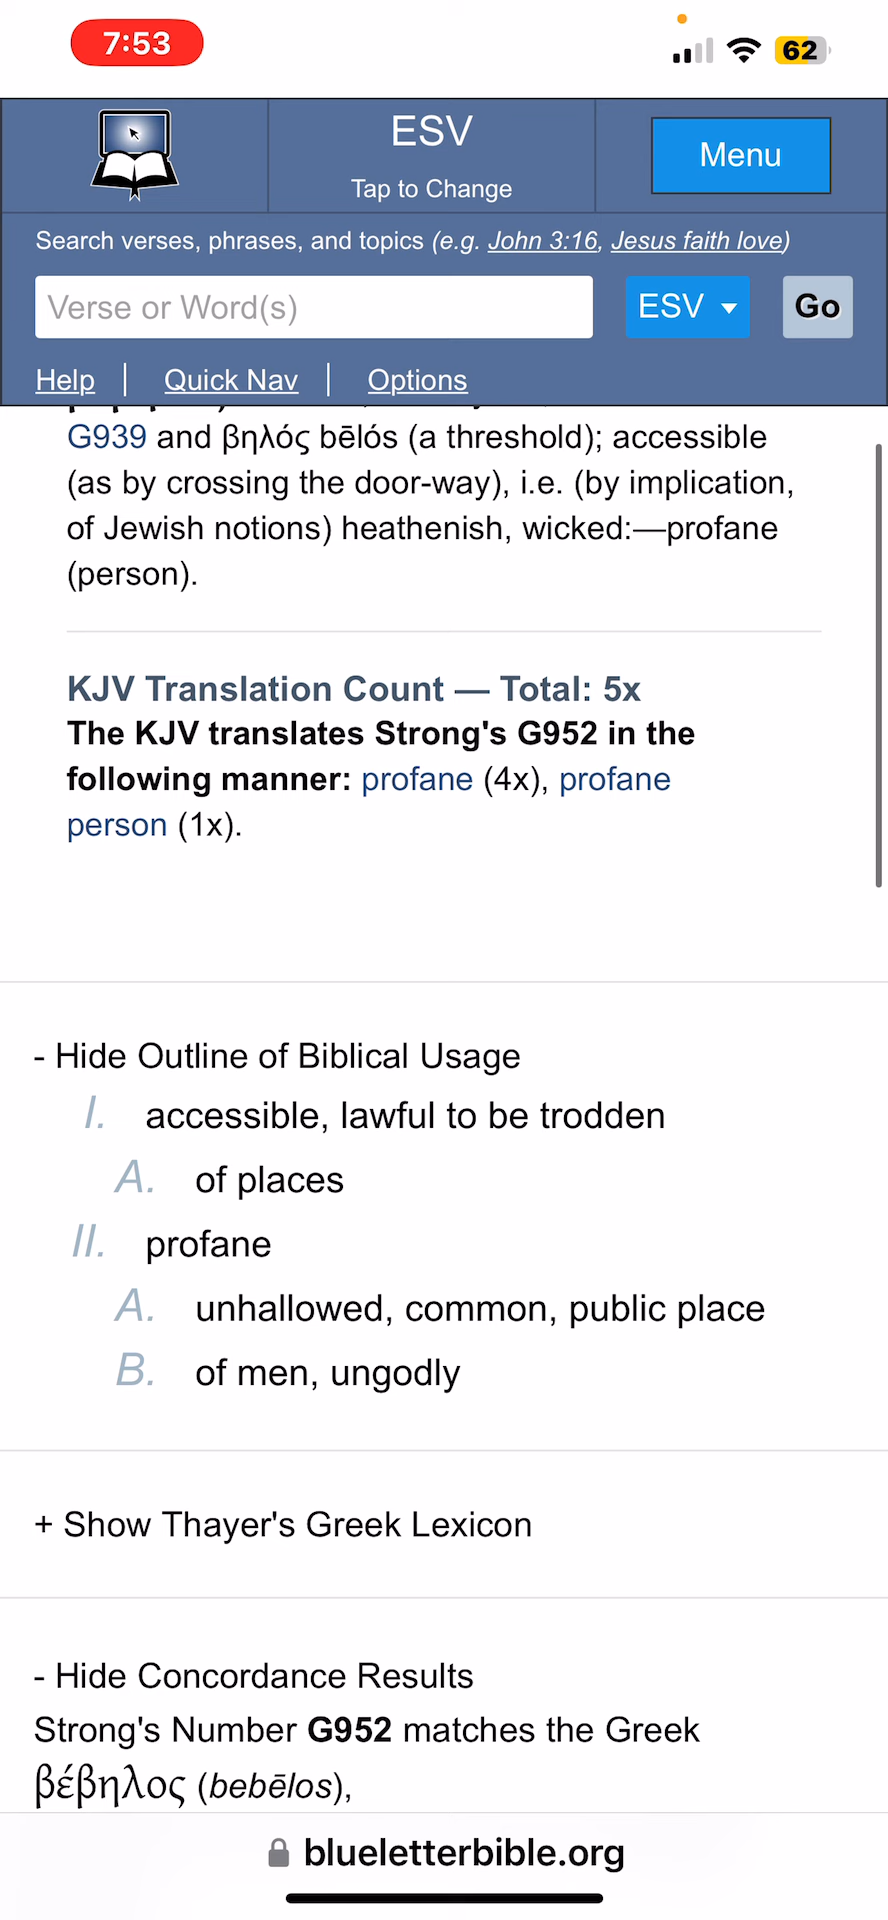 7:53
62
ESV
Tap to Change
Menu
Search verses, phrases, and topics (e.g. John 3:16, Jesus faith love)
Verse or Word(s)
ESV
Go
Help | Quick Nav | Options
G939 and βηλός bēlós (a threshold); accessible
(as by crossing the door-way), i.e. (by implication,
of Jewish notions) heathenish, wicked:—profane
(person).
KJV Translation Count — Total: 5x
The KJV translates Strong's G952 in the
following manner: profane (4x), profane
person (1x).
- Hide Outline of Biblical Usage
I. accessible, lawful to be trodden
A. of places
II. profane
A. unhallowed, common, public place
B. of men, ungodly
+ Show Thayer's Greek Lexicon
- Hide Concordance Results
Strong's Number G952 matches the Greek
βέβηλος (bebēlos),
blueletterbible.org